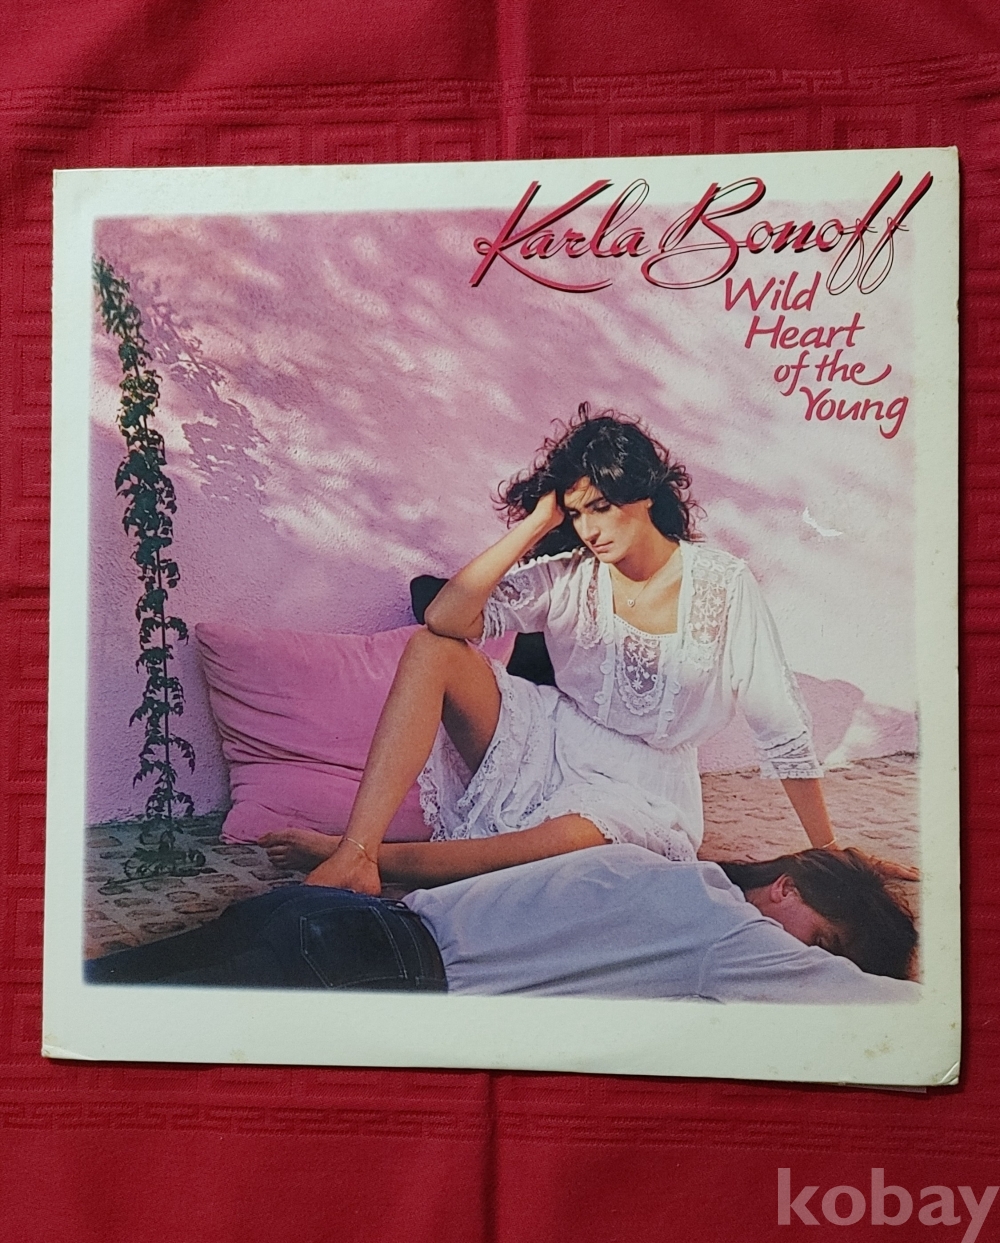 Karla Bonoff
Wild
Heart
of the
Young
kobay